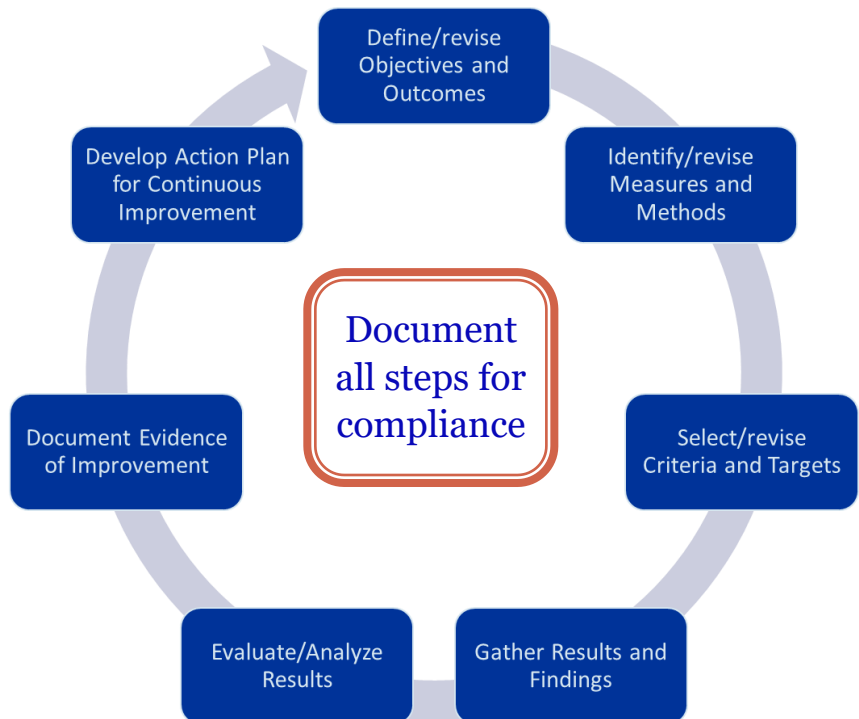 Define/revise
Objectives and
Outcomes
Identify/revise
Measures and
Methods
Select/revise
Criteria and Targets
Gather Results and
Findings
Evaluate/Analyze
Results
Document Evidence
of Improvement
Develop Action Plan
for Continuous
Improvement
Document
all steps for
compliance